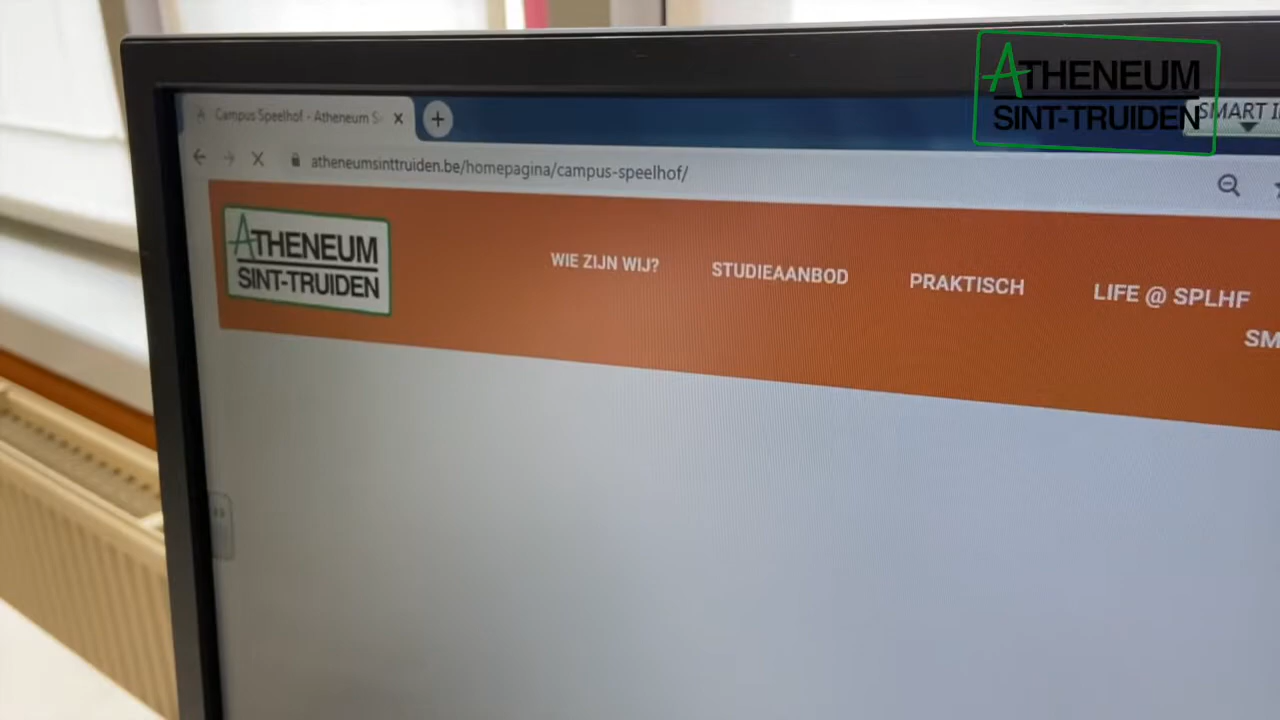 ATHENEUM
SINT-TRUIDEN
SMART
Campus Speelhof - Atheneum S
atheneumsinttruiden.be/homepagina/campus-speelhof/
ATHENEUM
SINT-TRUIDEN
WIE ZIJN WIJ?
STUDIEAANBOD
PRAKTISCH
LIFE @ SPLHF
SM